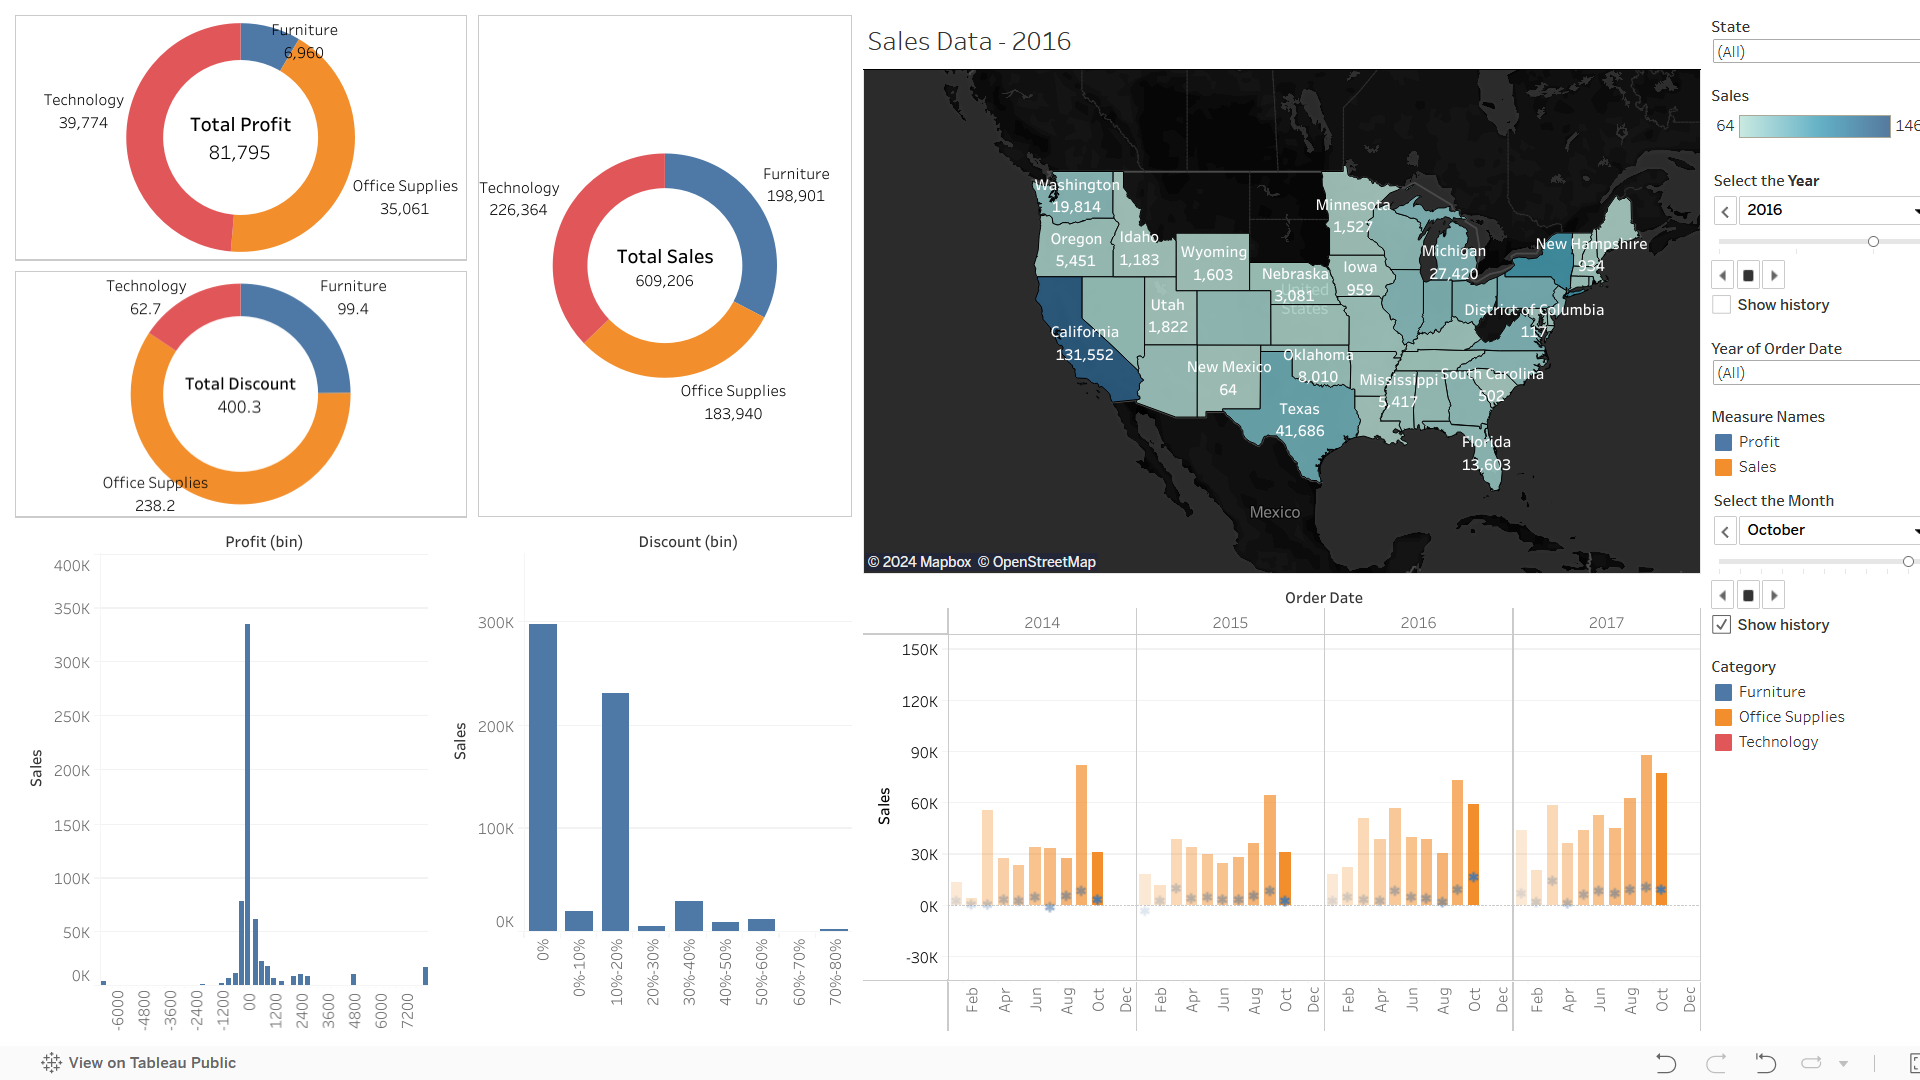 Furniture
6,960
Technology
39,774
Total Profit
81,795
Office Supplies
35,061
Technology
62.7
Furniture
99.4
Total Discount
400.3
Office Supplies
238.2
Technology
226,364
Furniture
198,901
Total Sales
609,206
Office Supplies
183,940
Sales Data - 2016
Washington
19,814
Minnesota
1,527
Oregon
5,451
Idaho
1,183
Wyoming
1,603
Michigan
27,420
New Hampshire
934
Nebraska
3,081
Iowa
959
United
States
Utah
1,822
District of Columbia
117
California
131,552
New Mexico
64
Oklahoma
8,010
Mississippi
5,417
South Carolina
502
Texas
41,686
Florida
13,603
Mexico
© 2024 Mapbox © OpenStreetMap
State
(All)
Sales
64
146
Select the Year
2016
Show history
Year of Order Date
(All)
Measure Names
Profit
Sales
Select the Month
October
Show history
Category
Furniture
Office Supplies
Technology
Profit (bin)
Sales
400K
350K
300K
250K
200K
150K
100K
50K
0K
-6000 -4800 -3600 -2400 -1200 00 1200 2400 3600 4800 6000 7200
Discount (bin)
Sales
300K
200K
100K
0K
0% 0%-10% 10%-20% 20%-30% 30%-40% 40%-50% 50%-60% 60%-70% 70%-80%
Order Date
2014 2015 2016 2017
Sales
150K
120K
90K
60K
30K
0K
-30K
Feb Apr Jun Aug Oct Dec Feb Apr Jun Aug Oct Dec Feb Apr Jun Aug Oct Dec Feb Apr Jun Aug Oct Dec
View on Tableau Public